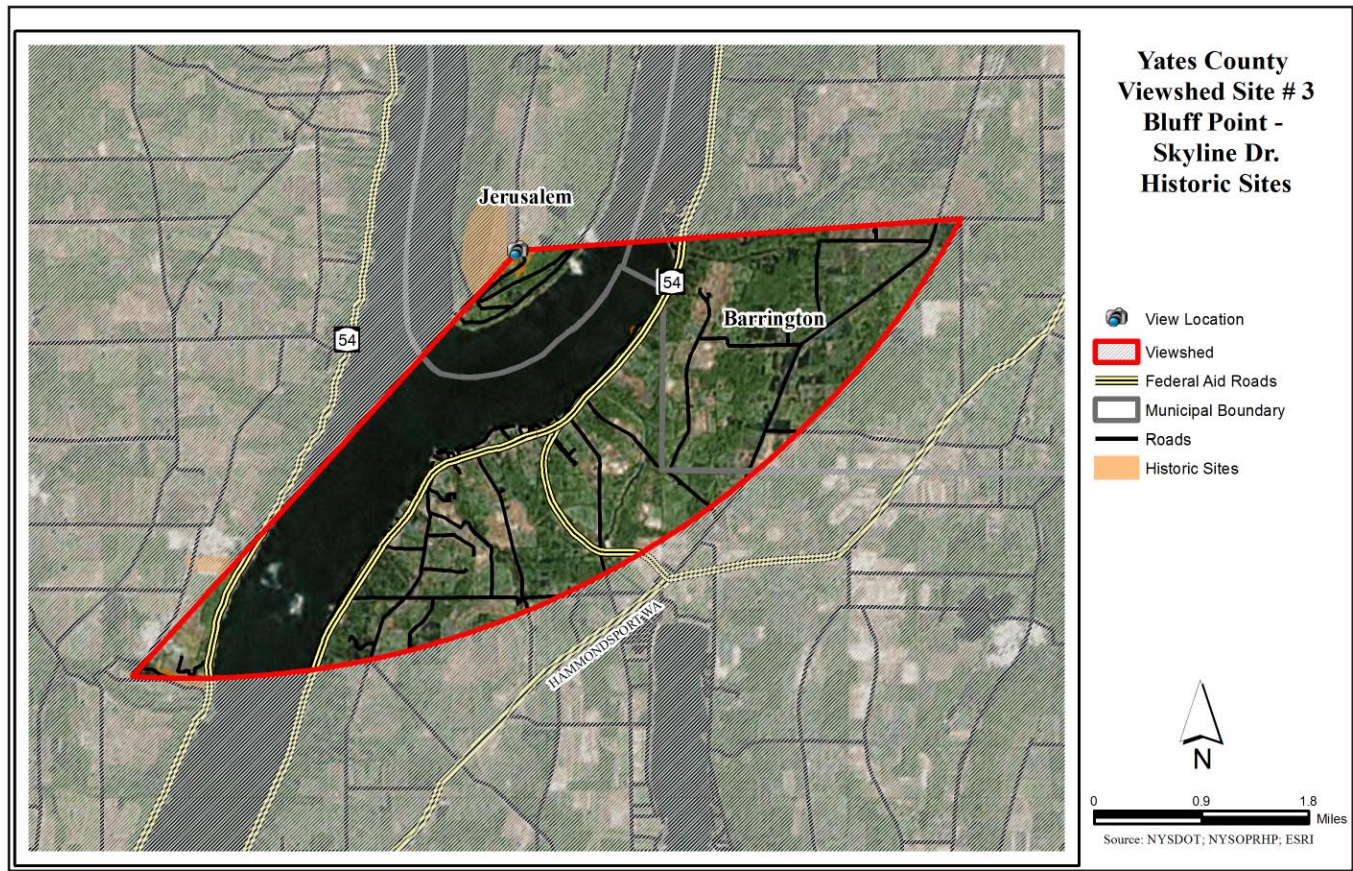 Yates County
Viewshed Site # 3
Bluff Point -
Skyline Dr.
Historic Sites
Jerusalem
54
Barrington
54
HAMMONDSPORT-WA
View Location
Viewshed
Federal Aid Roads
Municipal Boundary
Roads
Historic Sites
N
0 0.9 1.8
Miles
Source: NYSDOT; NYSOPRHP; ESRI